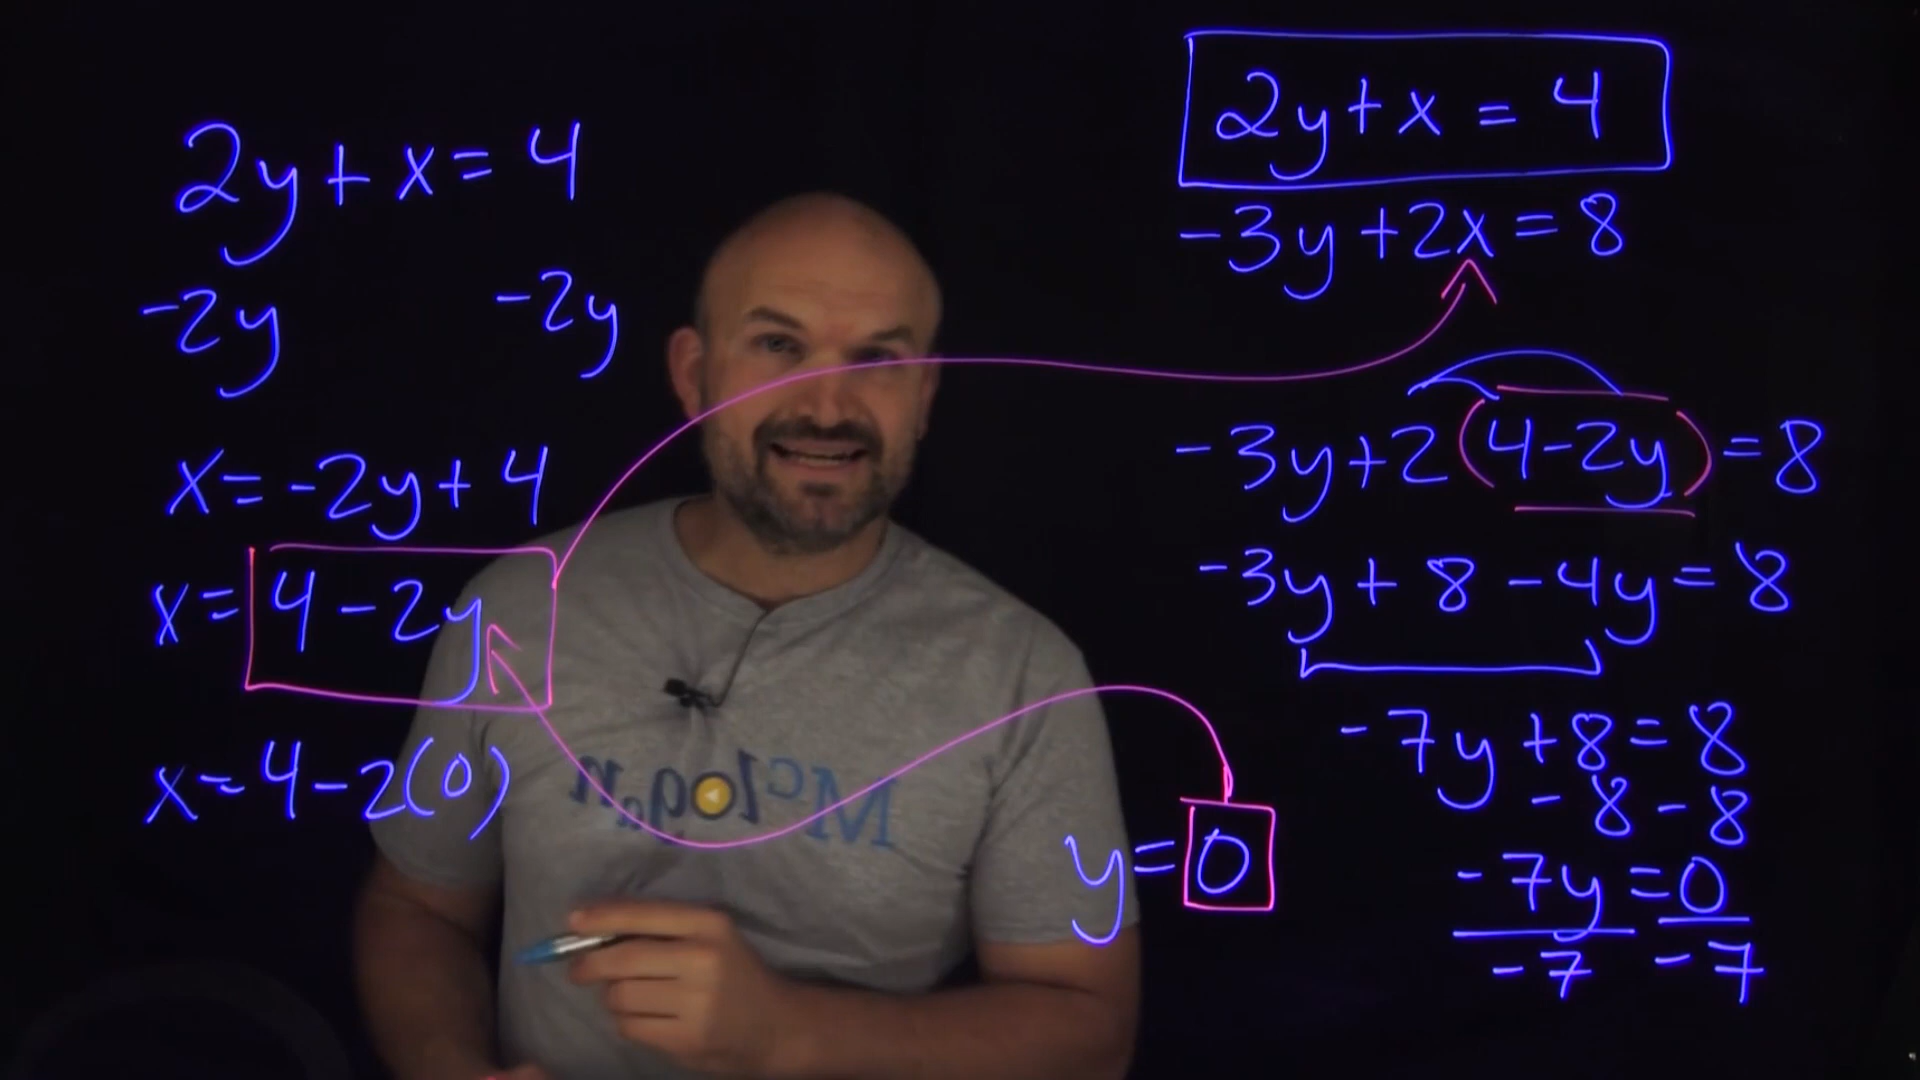 2y + x = 4
-2y -2y
x = -2y + 4
x = 4 - 2y
x = 4 - 2(0)
Mclogan
2y + x = 4
-3y + 2x = 8
-3y + 2(4 - 2y) = 8
-3y + 8 - 4y = 8
-7y + 8 = 8
-8 -8
-7y = 0
-7 -7
y = 0